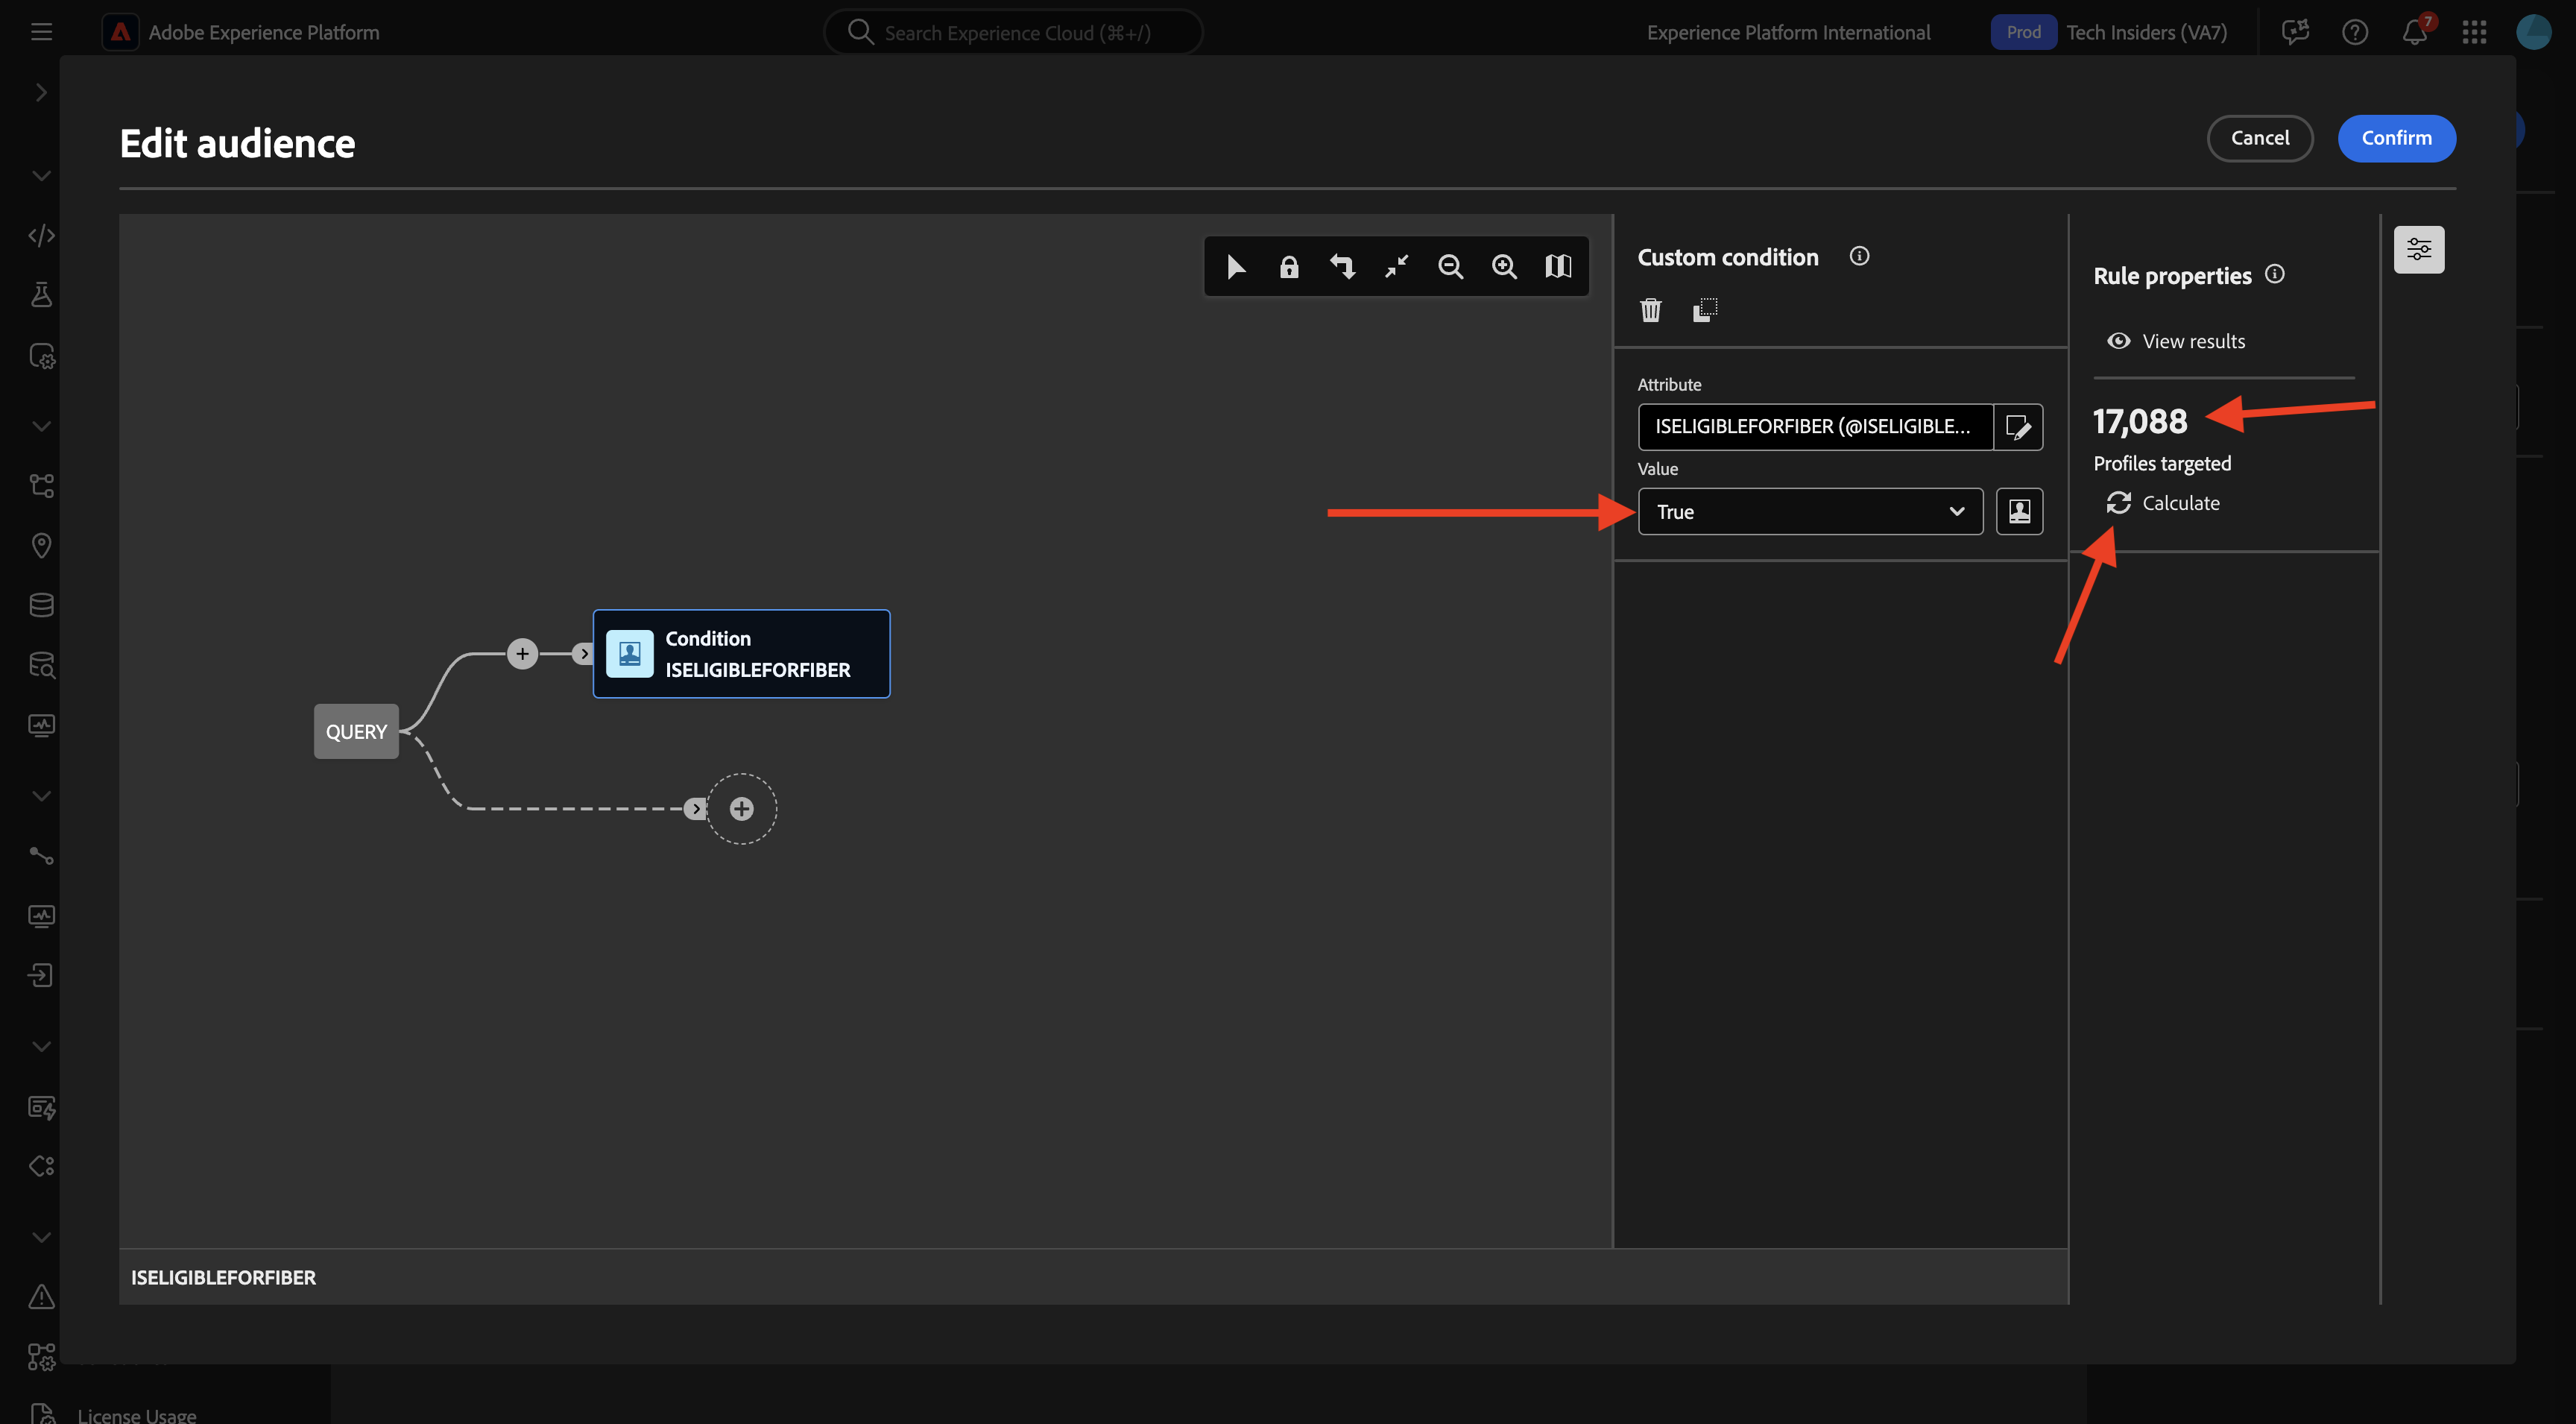 Adobe Experience Platform
Search Experience Cloud (⌘+/)
Experience Platform International
Prod
Tech Insiders (VA7)
7
Edit audience
Cancel
Confirm
Custom condition
Attribute
ISELIGIBLEFORFIBER (@ISELIGIBLE...
Value
True
Rule properties
View results
17,088
Profiles targeted
Calculate
Condition
ISELIGIBLEFORFIBER
QUERY
ISELIGIBLEFORFIBER
License Usage